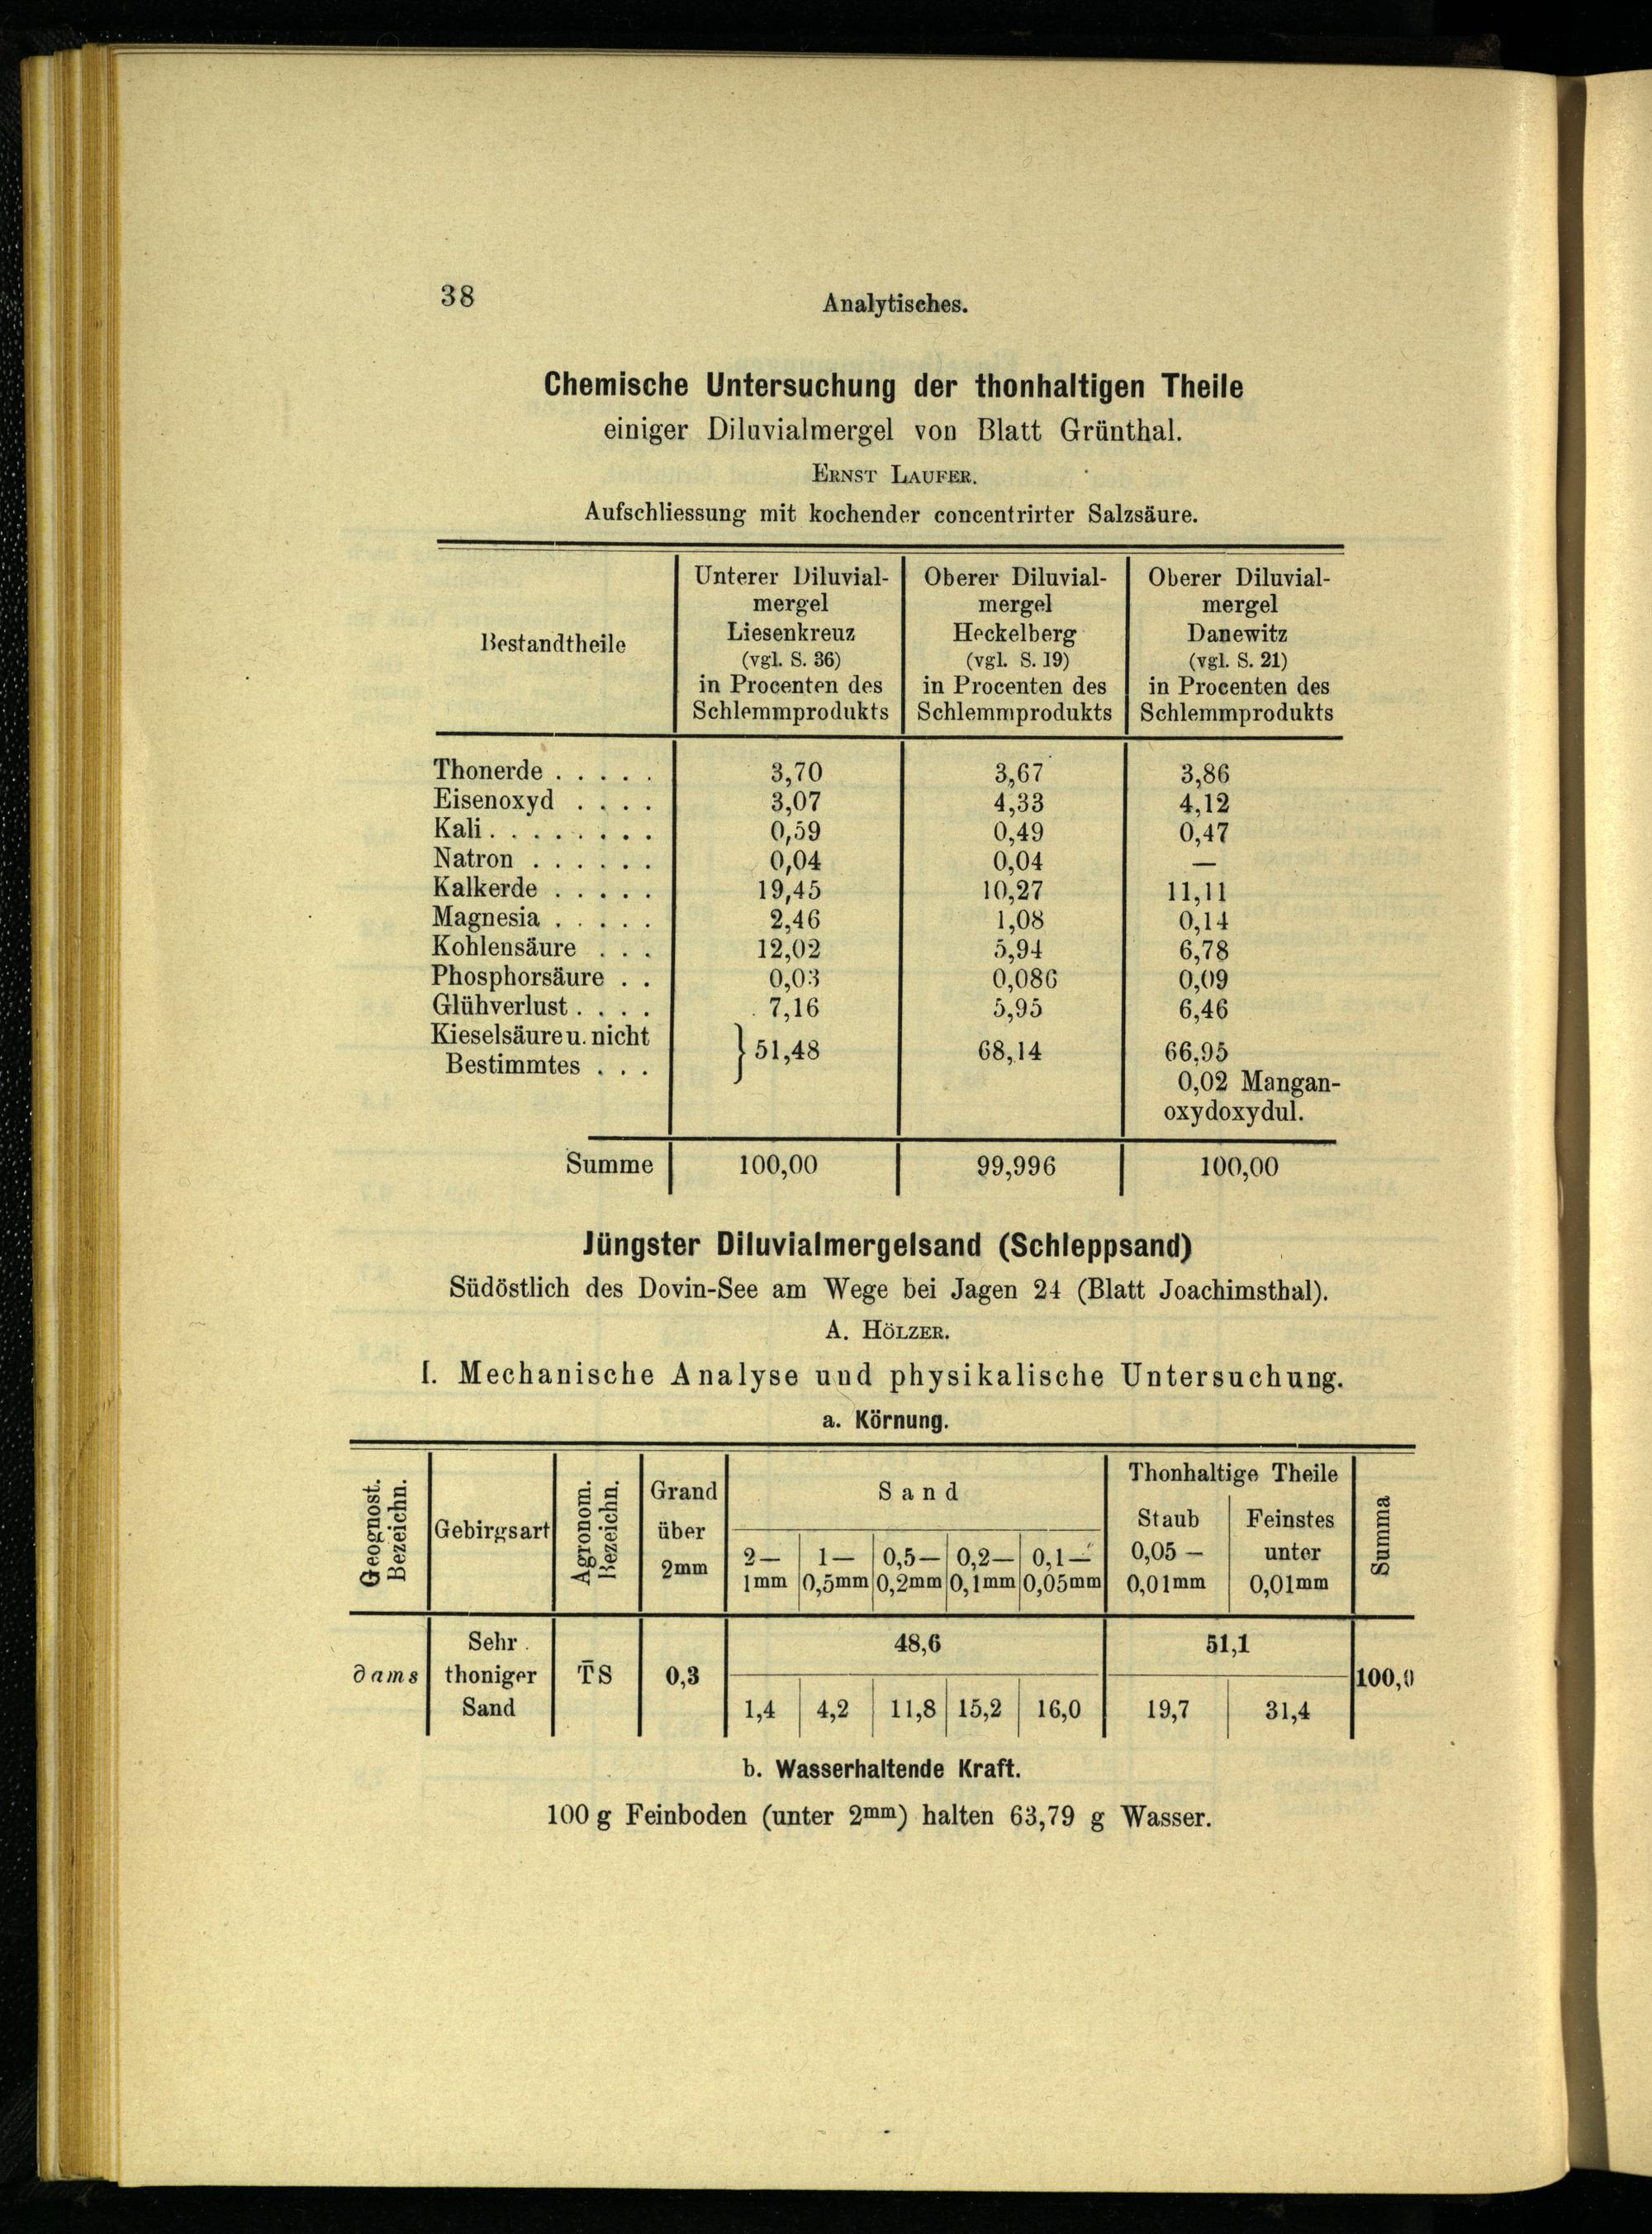 38
Analytisches.
Chemische Untersuchung der thonhaltigen Theile
einiger Diluvialmergel von Blatt Grünthal.
ERNST LAUFER.
Aufschliessung mit kochender concentrirter Salzsäure.
Bestandtheile | Unterer Diluvial-mergel Liesenkreuz (vgl. S. 36) in Procenten des Schlemmprodukts | Oberer Diluvial-mergel Heckelberg (vgl. S. 19) in Procenten des Schlemmprodukts | Oberer Diluvial-mergel Danewitz (vgl. S. 21) in Procenten des Schlemmprodukts
Thonerde . . . . . 3,70 3,67 3,86
Eisenoxyd . . . . 3,07 4,33 4,12
Kali . . . . . . . . 0,59 0,49 0,47
Natron . . . . . . 0,04 0,04 —
Kalkerde . . . . . 19,45 10,27 11,11
Magnesia . . . . . 2,46 1,08 0,14
Kohlensäure . . . 12,02 5,94 6,78
Phosphorsäure . . 0,03 0,086 0,09
Glühverlust . . . . 7,16 5,95 6,46
Kieselsäure u. nicht
Bestimmtes . . . } 51,48 68,14 66,95
0,02 Mangan-
oxydoxydul.
Summe 100,00 99,996 100,00
Jüngster Diluvialmergelsand (Schleppsand)
Südöstlich des Dovin-See am Wege bei Jagen 24 (Blatt Joachimsthal).
A. HÖLZER.
I. Mechanische Analyse und physikalische Untersuchung.
a. Körnung.
Geognost. Bezeichn. | Gebirgsart | Agronom. Bezeichn. | Grand über 2mm | Sand | Thonhaltige Theile | Summa
2— 1mm | 1— 0,5mm | 0,5— 0,2mm | 0,2— 0,1mm | 0,1— 0,05mm | Staub 0,05 — 0,01mm | Feinstes unter 0,01mm
∂ams | Sehr thoniger Sand | T̄S | 0,3 | 48,6 | 51,1 | 100,0
1,4 | 4,2 | 11,8 | 15,2 | 16,0 | 19,7 | 31,4
b. Wasserhaltende Kraft.
100 g Feinboden (unter 2mm) halten 63,79 g Wasser.